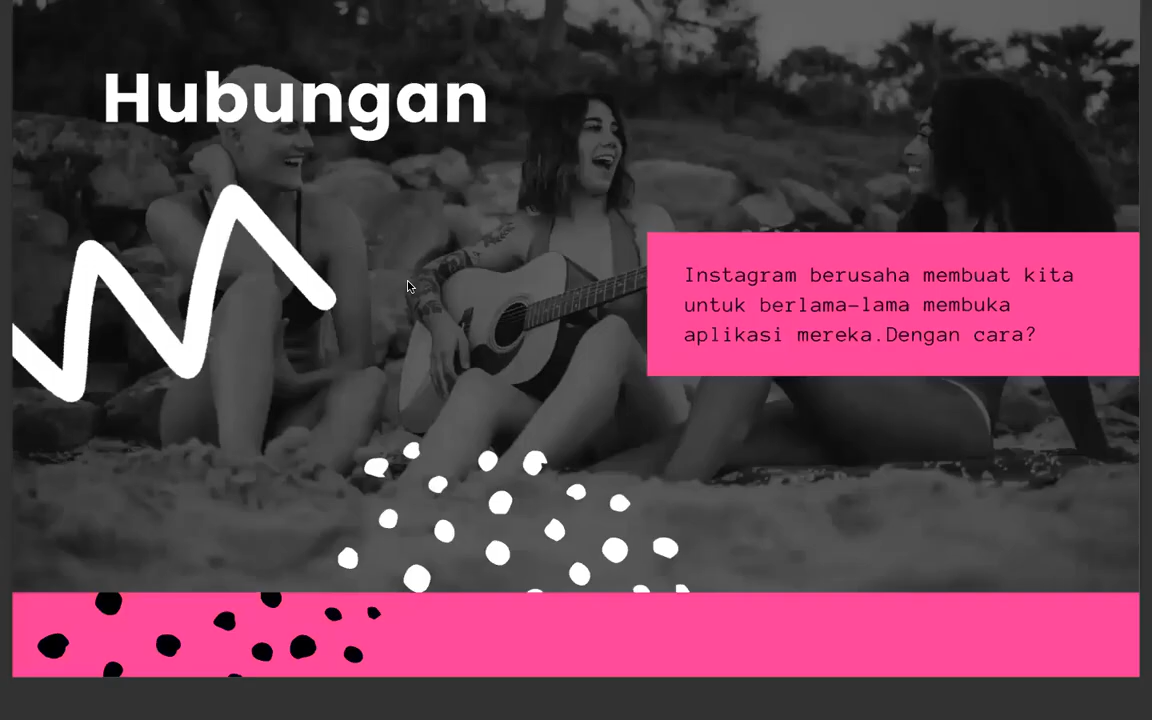 Hubungan
Instagram berusaha membuat kita
untuk berlama-lama membuka
aplikasi mereka.Dengan cara?